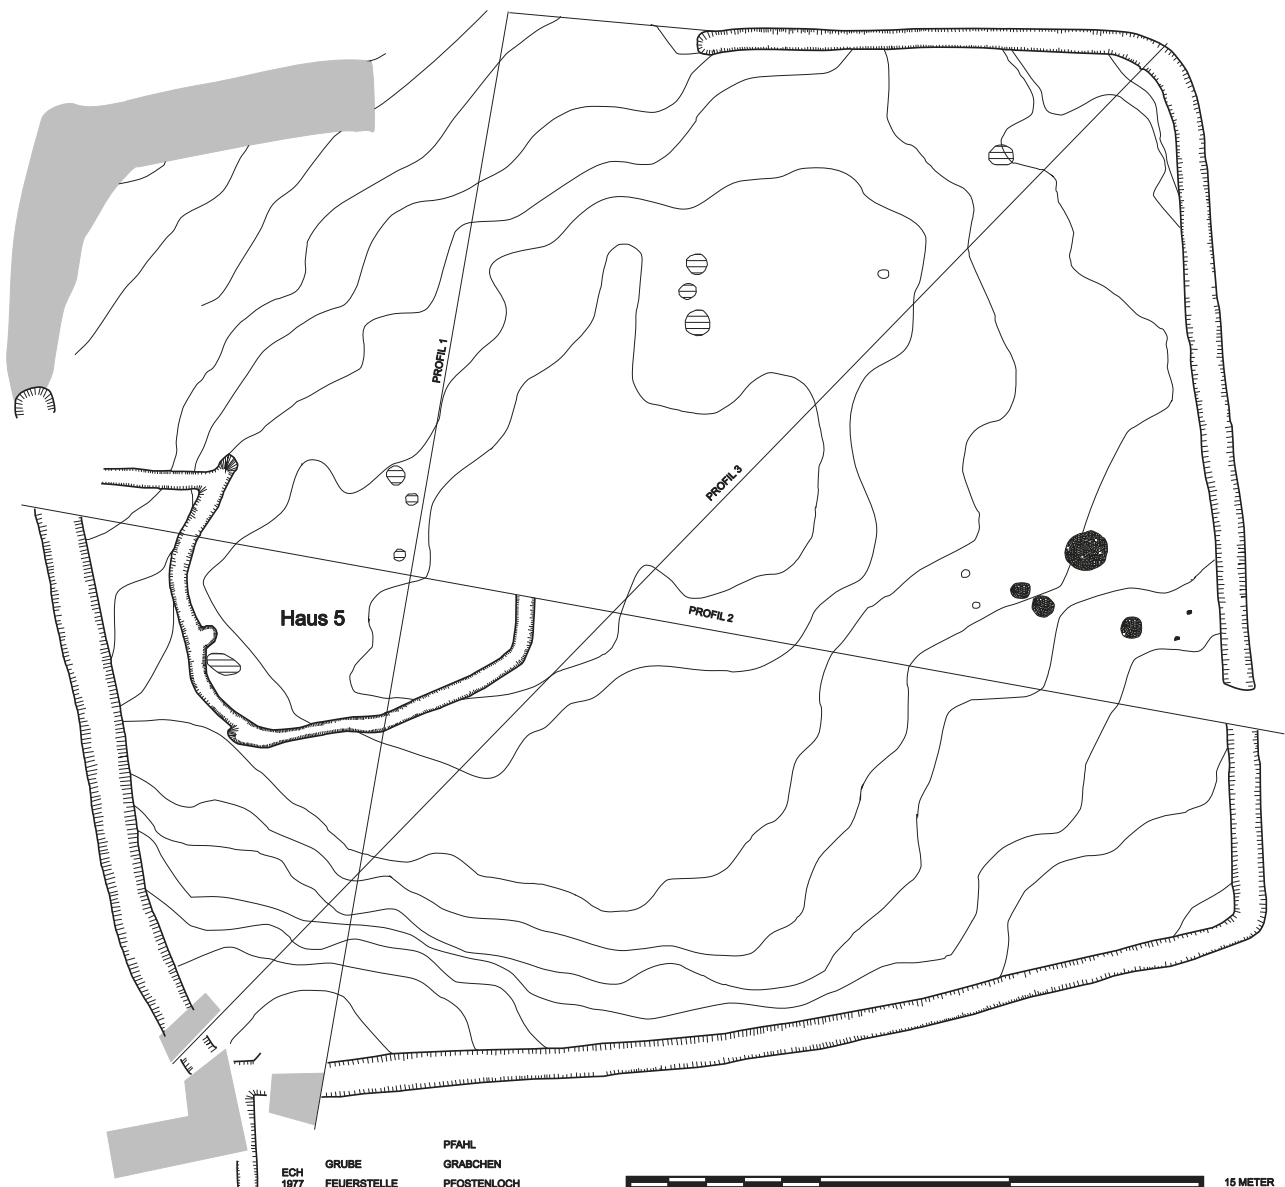 PROFIL 1
PROFIL 3
Haus 5
PROFIL 2
PFAHL
GRUBE GRABCHEN
ECH
1977 FEUERSTELLE PFOSTENLOCH
15 METER